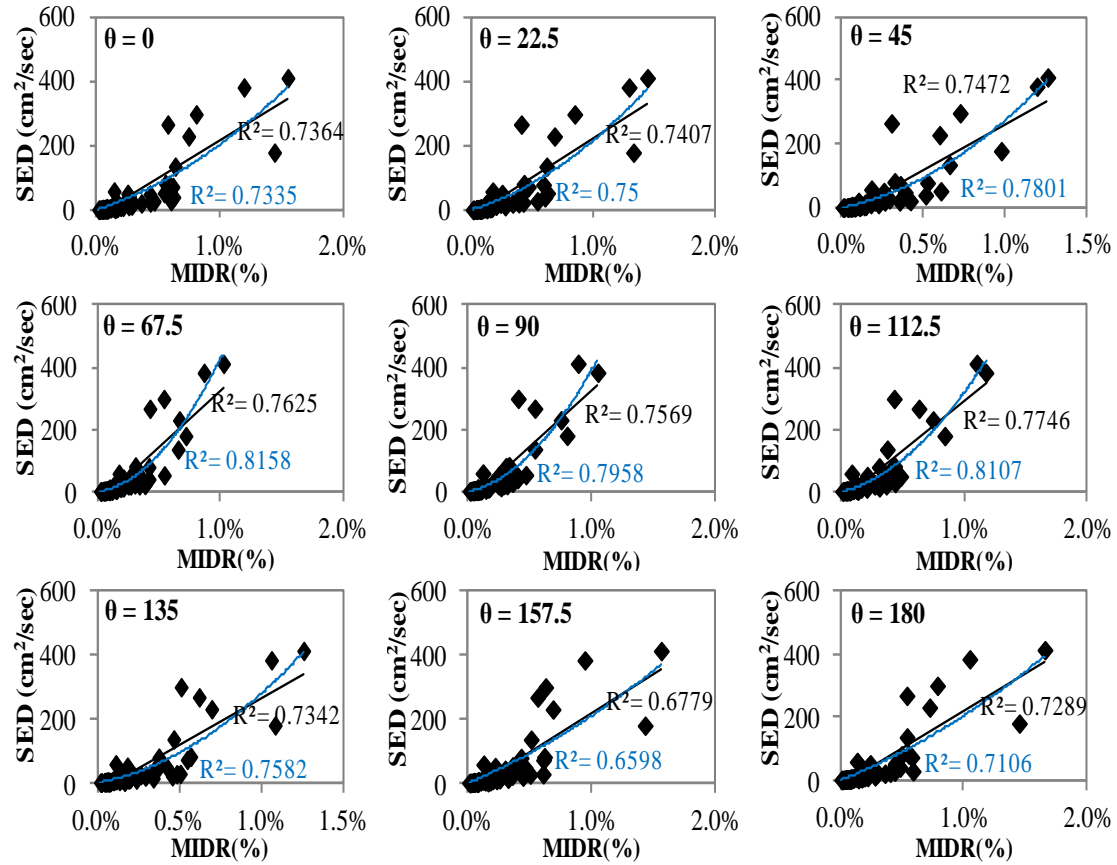 SED (cm²/sec)
600
400
200
0
θ = 0
R²= 0.7364
R²= 0.7335
0.0%
1.0%
2.0%
MIDR(%)
SED (cm²/sec)
600
400
200
0
θ = 22.5
R²= 0.7407
R²= 0.75
0.0%
1.0%
2.0%
MIDR(%)
SED (cm²/sec)
600
400
200
0
θ = 45
R²= 0.7472
R²= 0.7801
0.0%
0.5%
1.0%
1.5%
MIDR(%)
SED (cm²/sec)
600
400
200
0
θ = 67.5
R²= 0.7625
R²= 0.8158
0.0%
1.0%
2.0%
MIDR(%)
SED (cm²/sec)
600
400
200
0
θ = 90
R²= 0.7569
R²= 0.7958
0.0%
1.0%
2.0%
MIDR(%)
SED (cm²/sec)
600
400
200
0
θ = 112.5
R²= 0.7746
R²= 0.8107
0.0%
1.0%
2.0%
MIDR(%)
SED (cm²/sec)
600
400
200
0
θ = 135
R²= 0.7342
R²= 0.7582
0.0%
0.5%
1.0%
1.5%
MIDR(%)
SED (cm²/sec)
600
400
200
0
θ = 157.5
R²= 0.6779
R²= 0.6598
0.0%
1.0%
2.0%
MIDR(%)
SED (cm²/sec)
600
400
200
0
θ = 180
R²= 0.7289
R²= 0.7106
0.0%
1.0%
2.0%
MIDR(%)